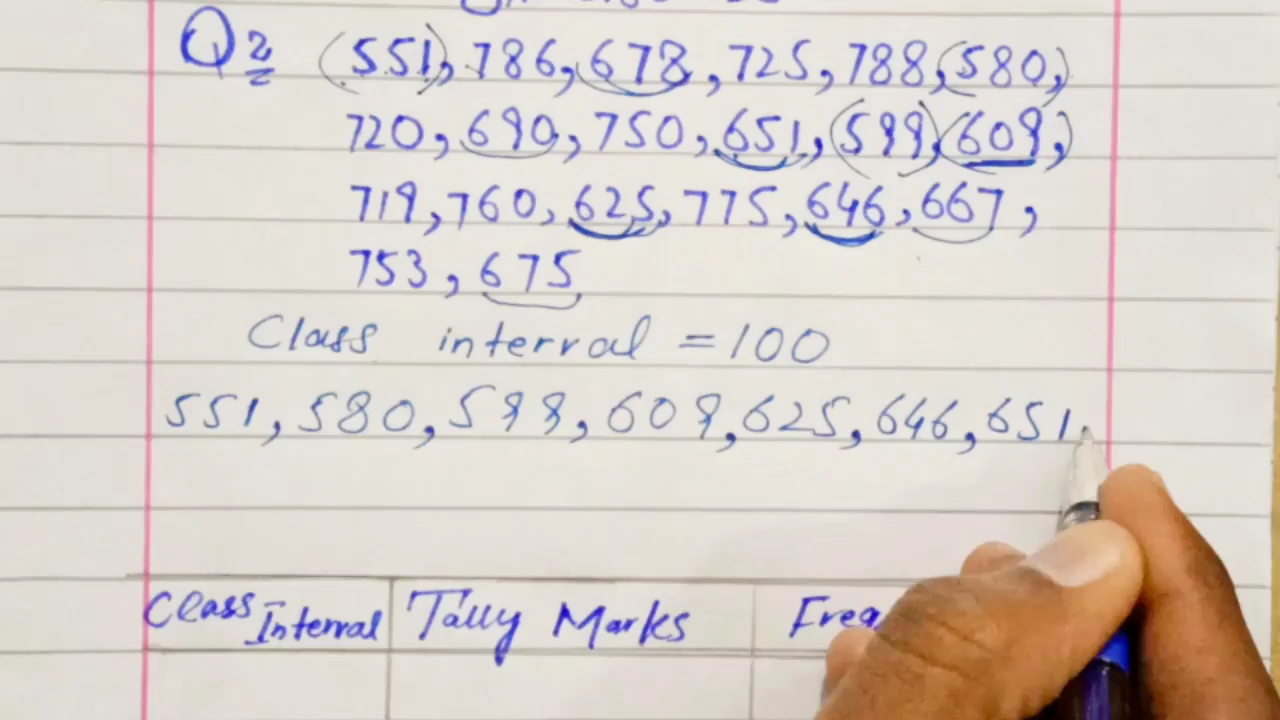 Q2 551, 786, 678, 725, 788, 580,
720, 690, 750, 651, 599, 609,
719, 760, 625, 775, 646, 667,
753, 675
Class interval = 100
551, 580, 599, 609, 625, 646, 651,
Class Interval Tally Marks